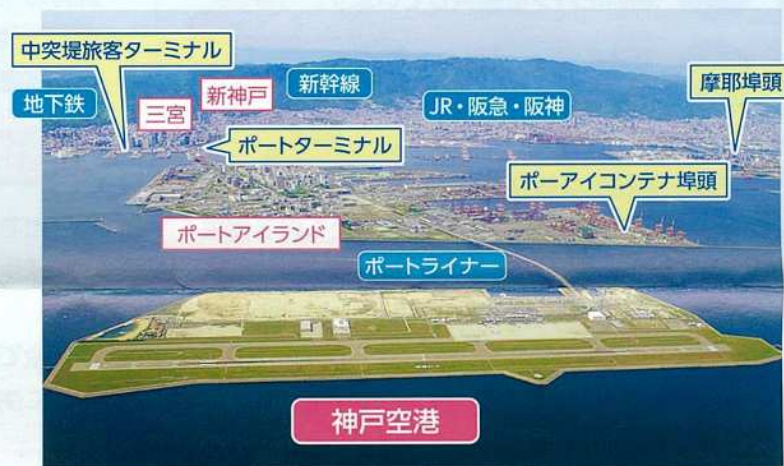 中突堤旅客ターミナル
地下鉄
三宮
新神戸
新幹線
JR・阪急・阪神
摩耶埠頭
ポートターミナル
ポーアイコンテナ埠頭
ポートアイランド
ポートライナー
神戸空港